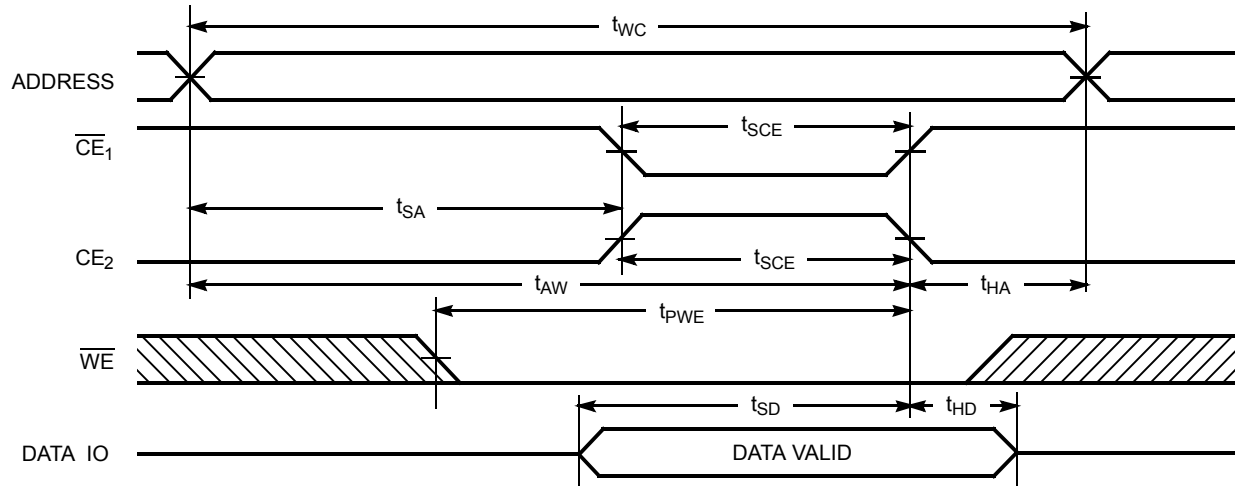 tWC
ADDRESS
tSCE
CE1
tSA
CE2
tSCE
tAW
tHA
tPWE
WE
tSD
tHD
DATA IO
DATA VALID